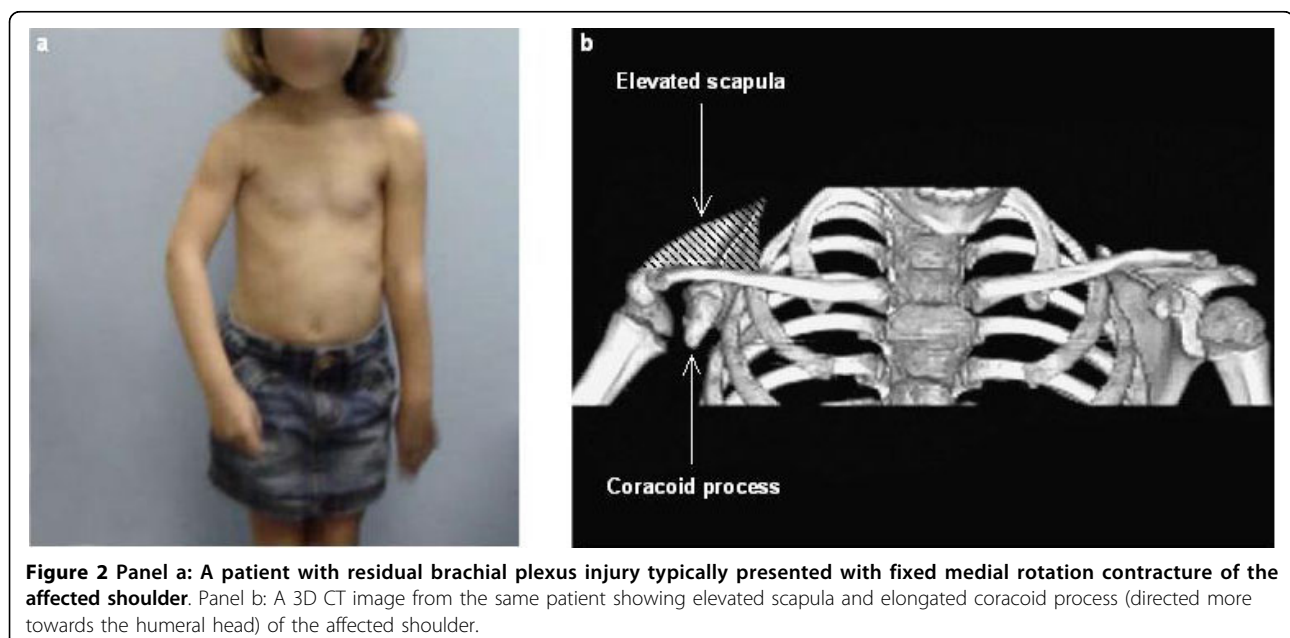 a
b
Elevated scapula
Coracoid process
Figure 2 Panel a: A patient with residual brachial plexus injury typically presented with fixed medial rotation contracture of the
affected shoulder. Panel b: A 3D CT image from the same patient showing elevated scapula and elongated coracoid process (directed more
towards the humeral head) of the affected shoulder.